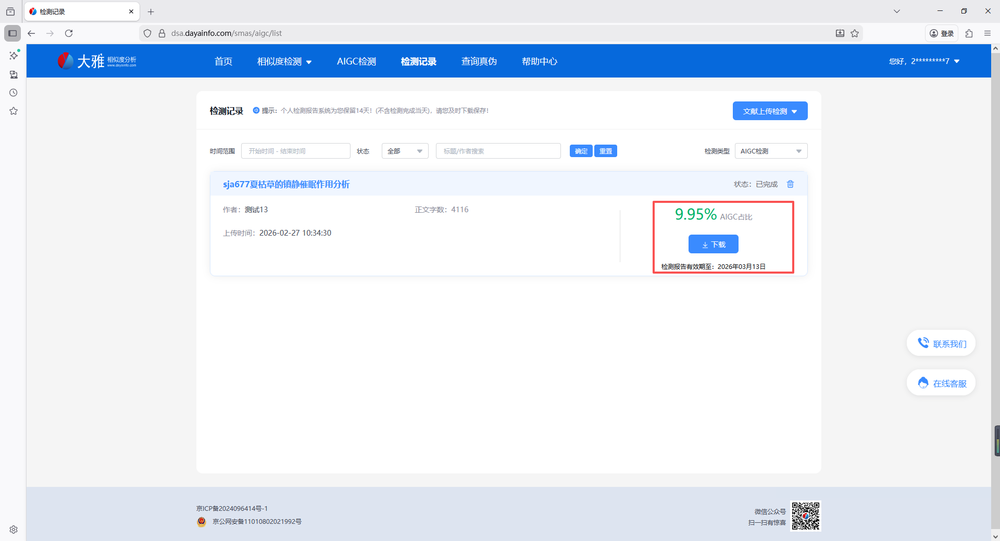 检测记录
dsa.dayainfo.com/smas/aigc/list
登录
大雅 相似度分析
www.dayainfo.com
首页 相似度检测 AIGC检测 检测记录 查询真伪 帮助中心
您好，2*********7
检测记录 提示：个人检测报告系统为您保留14天！(不含检测完成当天)，请您及时下载保存！
文献上传检测
时间范围 开始时间 - 结束时间 状态 全部 标题/作者搜索 确定 重置 检测类型 AIGC检测
sja677夏枯草的镇静催眠作用分析
状态：已完成
作者：测试13 正文字数：4116
9.95% AIGC占比
上传时间：2026-02-27 10:34:30
下载
检测报告有效期至：2026年03月13日
联系我们
在线客服
京ICP备2024096414号-1
京公网安备11010802021992号
微信公众号
扫一扫有惊喜